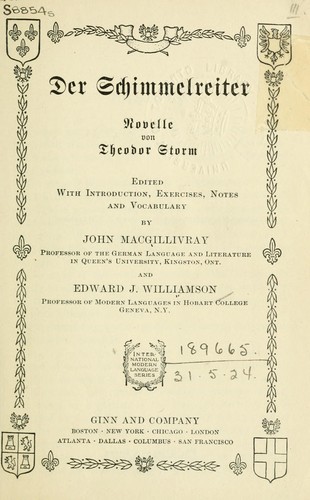 S8854s
Der Schimmelreiter
Novelle
von
Theodor Storm
Edited
With Introduction, Exercises, Notes
and Vocabulary
BY
JOHN MACGILLIVRAY
Professor of the German Language and Literature
in Queen's University, Kingston, Ont.
AND
EDWARD J. WILLIAMSON
Professor of Modern Languages in Hobart College
Geneva, N.Y.
INTER-
NATIONAL
MODERN
LANGUAGE
SERIES
189665.
31.5.24.
GINN AND COMPANY
BOSTON · NEW YORK · CHICAGO · LONDON
ATLANTA · DALLAS · COLUMBUS · SAN FRANCISCO